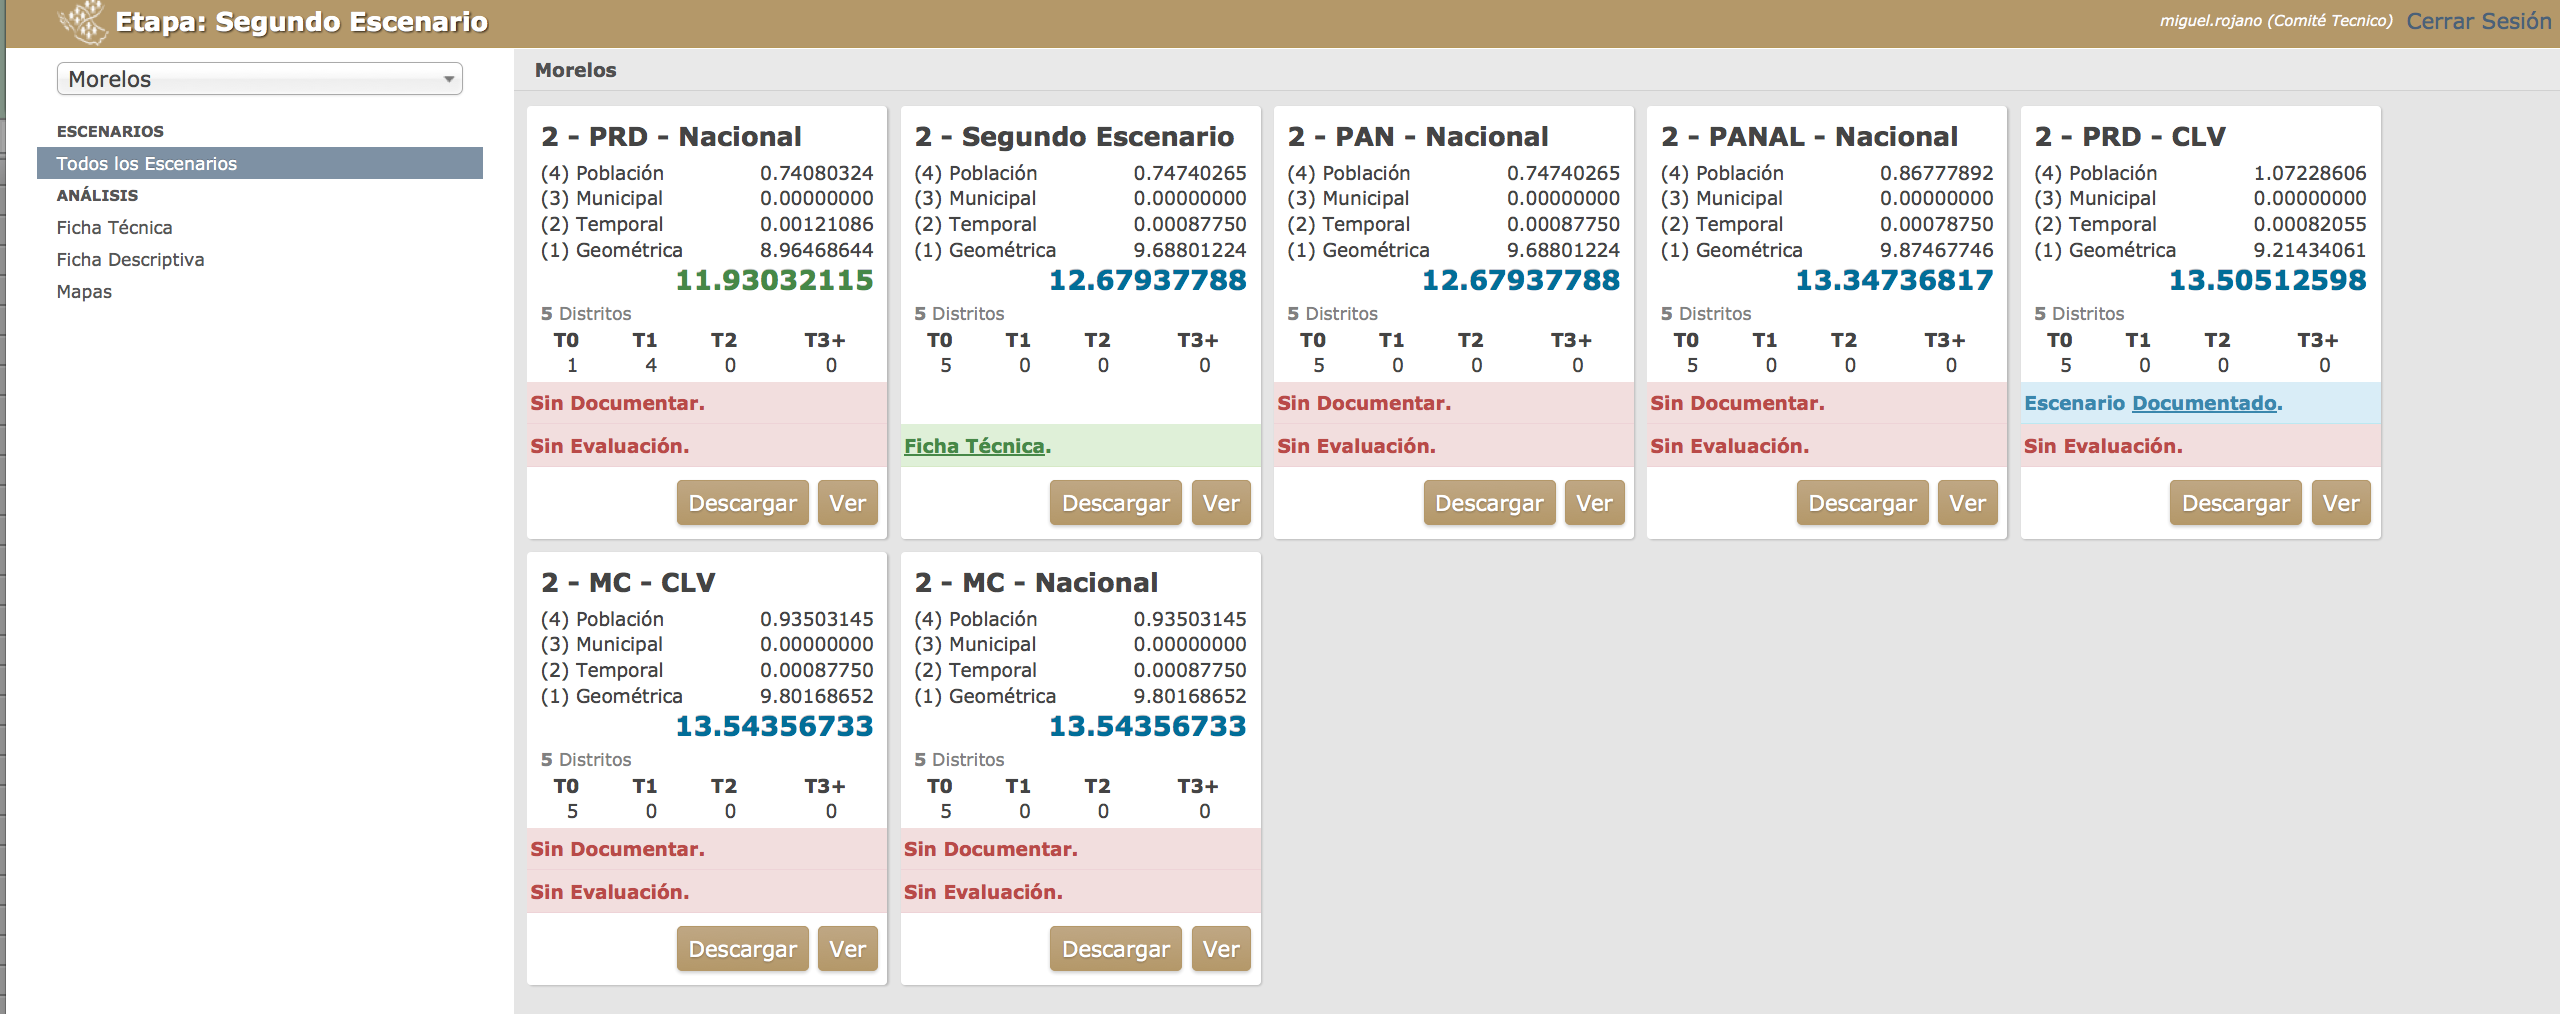 Etapa: Segundo Escenario
miguel.rojano (Comité Tecnico) Cerrar Sesión
Morelos
ESCENARIOS
Todos los Escenarios
ANÁLISIS
Ficha Técnica
Ficha Descriptiva
Mapas
Morelos
2 - PRD - Nacional
(4) Población 0.74080324
(3) Municipal 0.00000000
(2) Temporal 0.00121086
(1) Geométrica 8.96468644
11.93032115
5 Distritos
T0 T1 T2 T3+
1 4 0 0
Sin Documentar.
Sin Evaluación.
Descargar Ver
2 - Segundo Escenario
(4) Población 0.74740265
(3) Municipal 0.00000000
(2) Temporal 0.00087750
(1) Geométrica 9.68801224
12.67937788
5 Distritos
T0 T1 T2 T3+
5 0 0 0
Ficha Técnica.
Descargar Ver
2 - PAN - Nacional
(4) Población 0.74740265
(3) Municipal 0.00000000
(2) Temporal 0.00087750
(1) Geométrica 9.68801224
12.67937788
5 Distritos
T0 T1 T2 T3+
5 0 0 0
Sin Documentar.
Sin Evaluación.
Descargar Ver
2 - PANAL - Nacional
(4) Población 0.86777892
(3) Municipal 0.00000000
(2) Temporal 0.00078750
(1) Geométrica 9.87467746
13.34736817
5 Distritos
T0 T1 T2 T3+
5 0 0 0
Sin Documentar.
Sin Evaluación.
Descargar Ver
2 - PRD - CLV
(4) Población 1.07228606
(3) Municipal 0.00000000
(2) Temporal 0.00082055
(1) Geométrica 9.21434061
13.50512598
5 Distritos
T0 T1 T2 T3+
5 0 0 0
Escenario Documentado.
Sin Evaluación.
Descargar Ver
2 - MC - CLV
(4) Población 0.93503145
(3) Municipal 0.00000000
(2) Temporal 0.00087750
(1) Geométrica 9.80168652
13.54356733
5 Distritos
T0 T1 T2 T3+
5 0 0 0
Sin Documentar.
Sin Evaluación.
Descargar Ver
2 - MC - Nacional
(4) Población 0.93503145
(3) Municipal 0.00000000
(2) Temporal 0.00087750
(1) Geométrica 9.80168652
13.54356733
5 Distritos
T0 T1 T2 T3+
5 0 0 0
Sin Documentar.
Sin Evaluación.
Descargar Ver